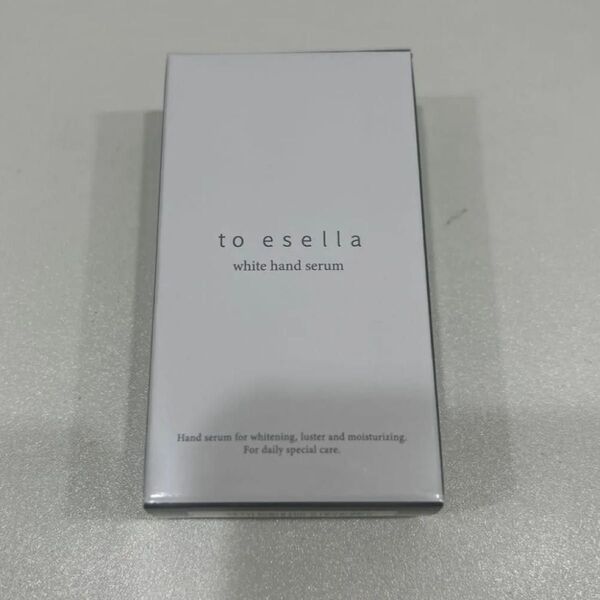 to esella
white hand serum
Hand serum for whitening, luster and moisturizing.
For daily special care.